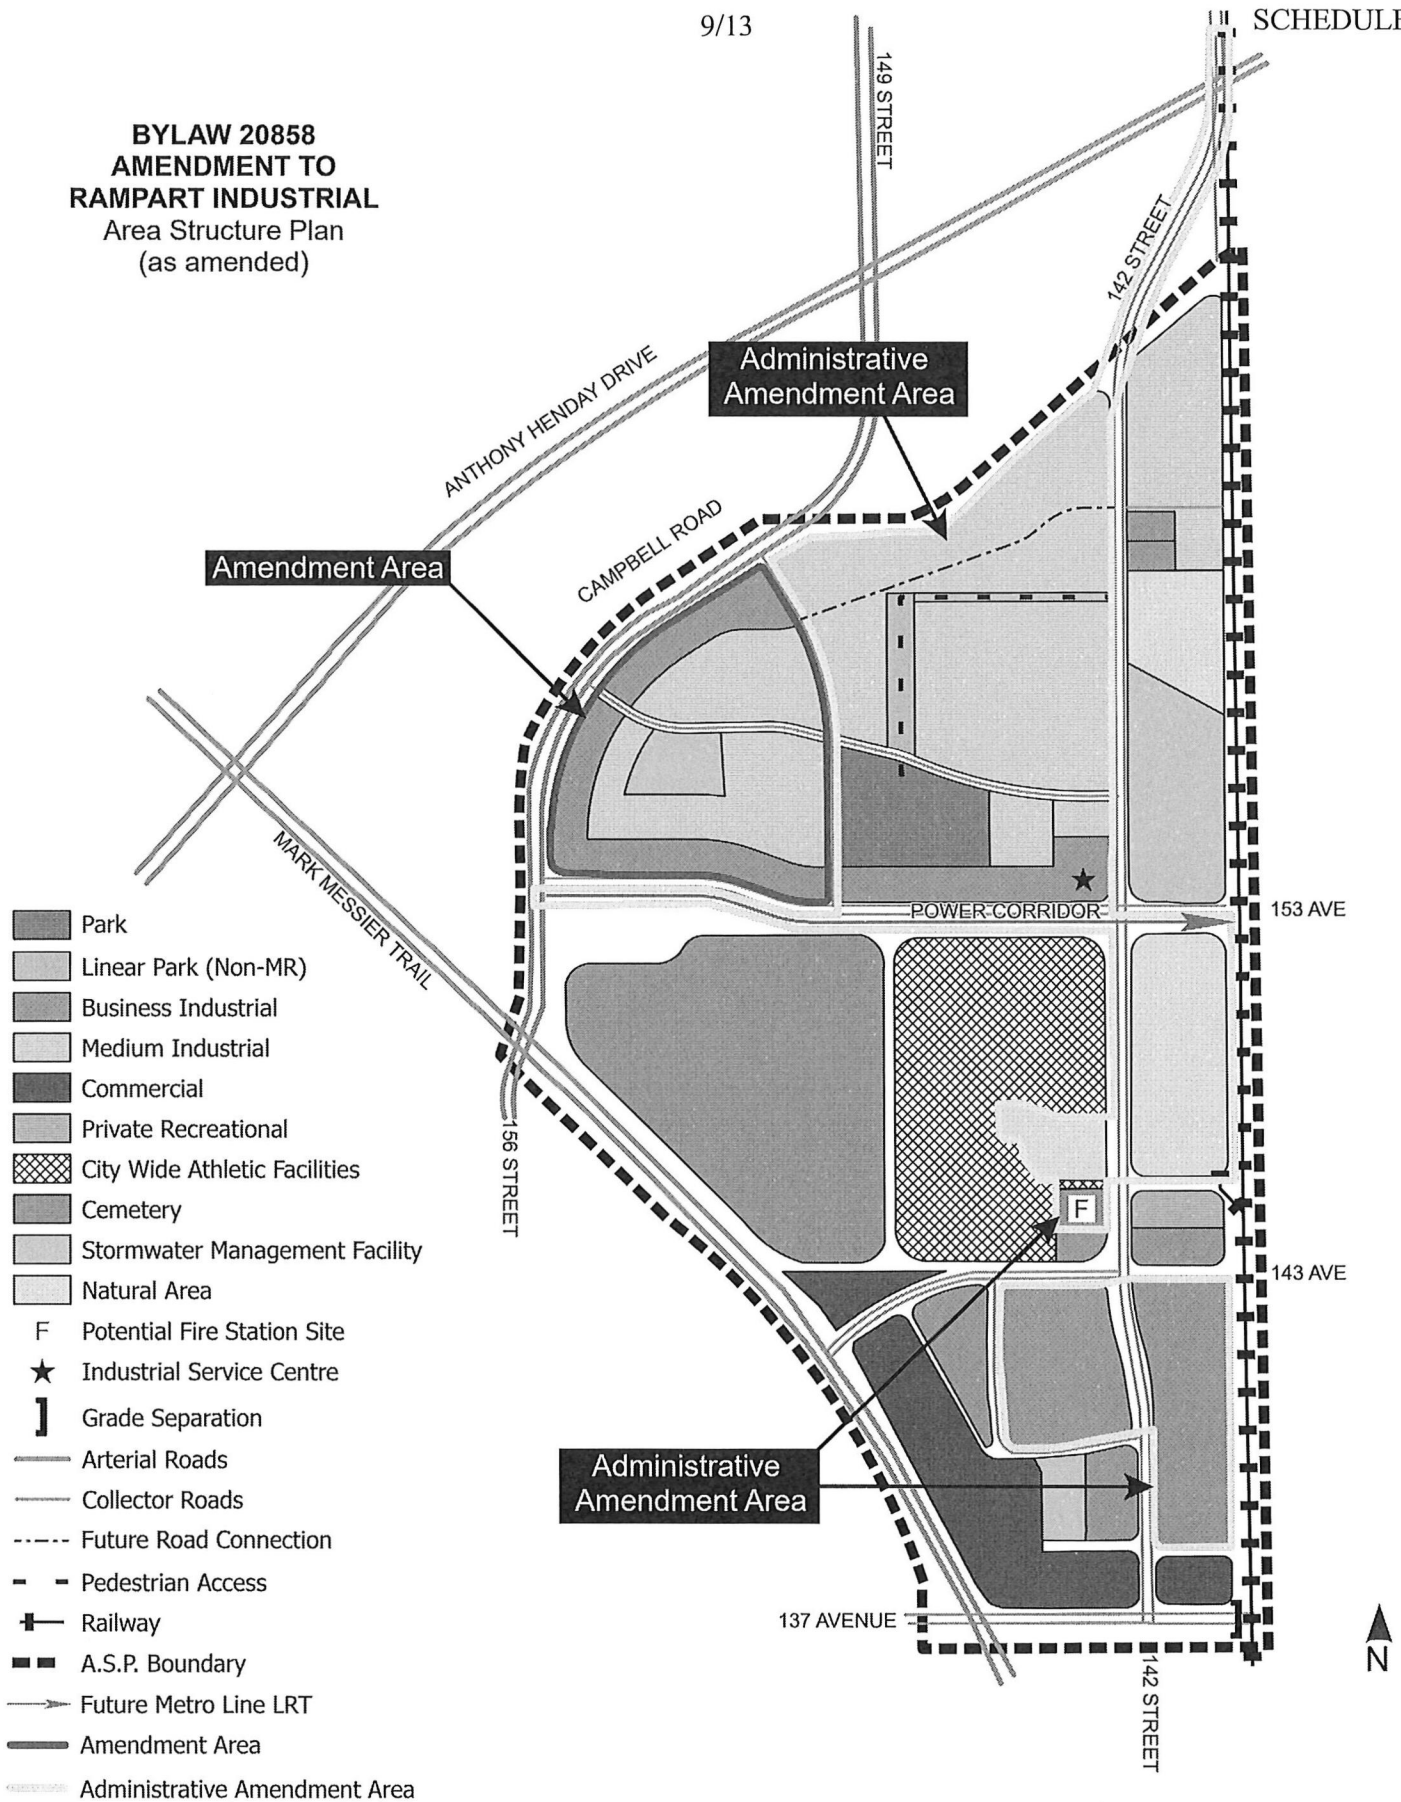 9/13
SCHEDULE
BYLAW 20858
AMENDMENT TO
RAMPART INDUSTRIAL
Area Structure Plan
(as amended)
149 STREET
142 STREET
ANTHONY HENDAY DRIVE
Administrative
Amendment Area
CAMPBELL ROAD
Amendment Area
MARK MESSIER TRAIL
POWER CORRIDOR
153 AVE
156 STREET
F
143 AVE
Administrative
Amendment Area
137 AVENUE
142 STREET
N
Park
Linear Park (Non-MR)
Business Industrial
Medium Industrial
Commercial
Private Recreational
City Wide Athletic Facilities
Cemetery
Stormwater Management Facility
Natural Area
F Potential Fire Station Site
Industrial Service Centre
Grade Separation
Arterial Roads
Collector Roads
Future Road Connection
Pedestrian Access
Railway
A.S.P. Boundary
Future Metro Line LRT
Amendment Area
Administrative Amendment Area